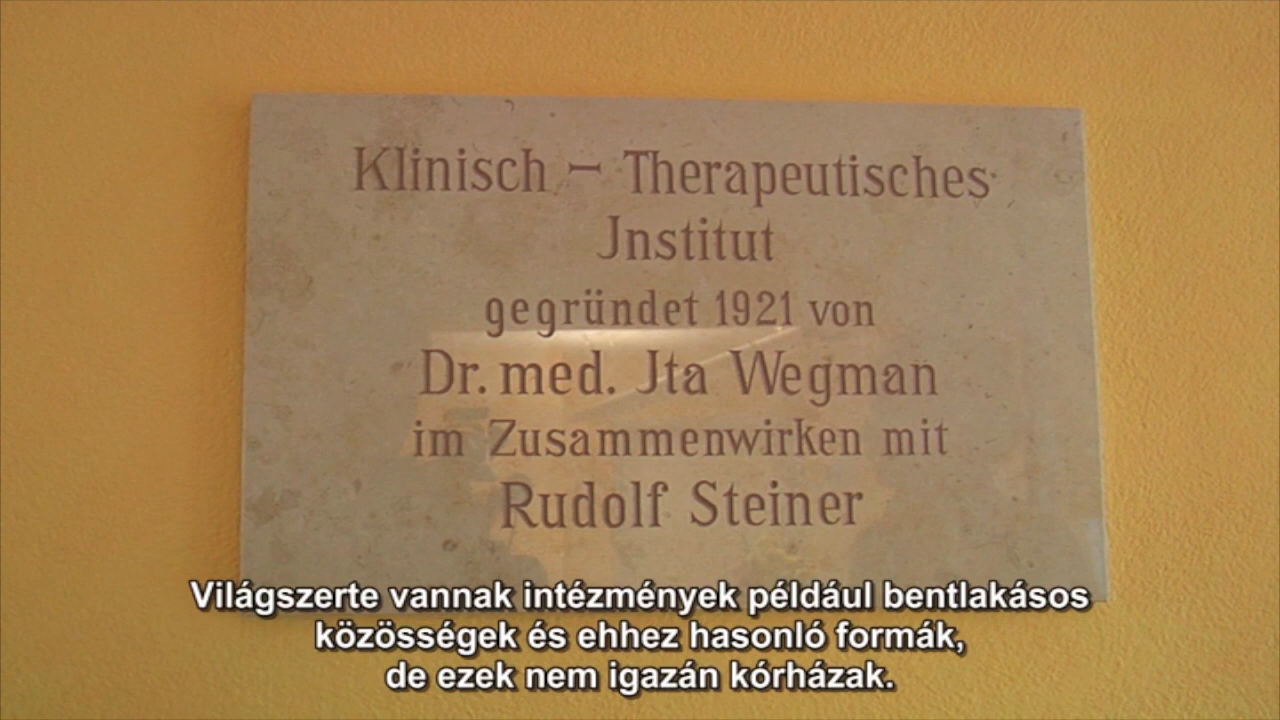 Klinisch – Therapeutisches
Jnstitut
gegründet 1921 von
Dr. med. Jta Wegman
im Zusammenwirken mit
Rudolf Steiner
Világszerte vannak intézmények például bentlakásos
közösségek és ehhez hasonló formák,
de ezek nem igazán kórházak.